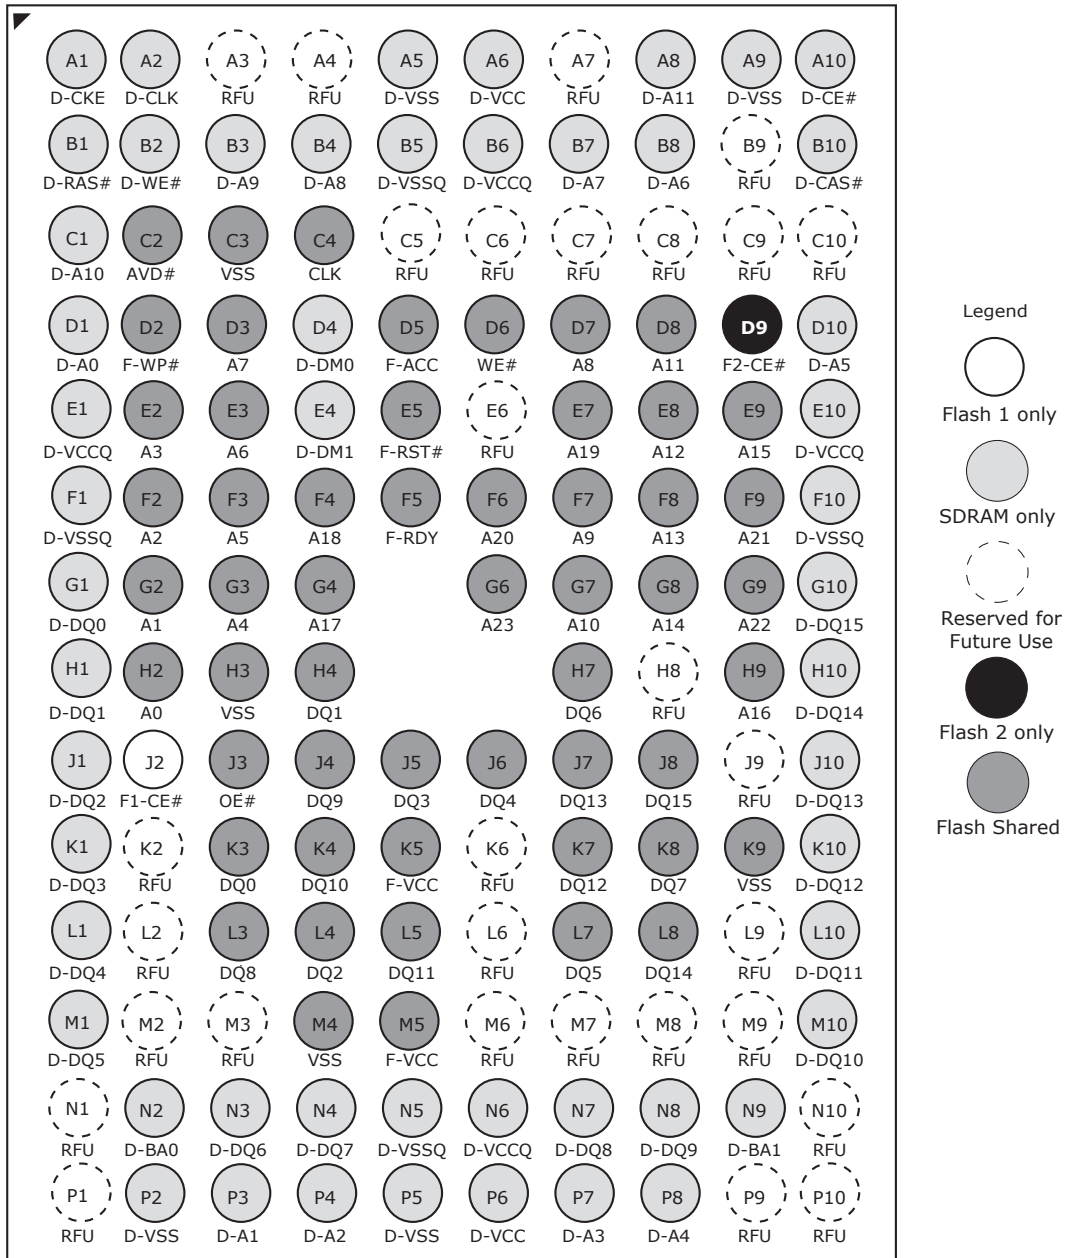 A1 A2 A3 A4 A5 A6 A7 A8 A9 A10
D-CKE D-CLK RFU RFU D-VSS D-VCC RFU D-A11 D-VSS D-CE#
B1 B2 B3 B4 B5 B6 B7 B8 B9 B10
D-RAS# D-WE# D-A9 D-A8 D-VSSQ D-VCCQ D-A7 D-A6 RFU D-CAS#
C1 C2 C3 C4 C5 C6 C7 C8 C9 C10
D-A10 AVD# VSS CLK RFU RFU RFU RFU RFU RFU
D1 D2 D3 D4 D5 D6 D7 D8 D9 D10
D-A0 F-WP# A7 D-DM0 F-ACC WE# A8 A11 F2-CE# D-A5
E1 E2 E3 E4 E5 E6 E7 E8 E9 E10
D-VCCQ A3 A6 D-DM1 F-RST# RFU A19 A12 A15 D-VCCQ
F1 F2 F3 F4 F5 F6 F7 F8 F9 F10
D-VSSQ A2 A5 A18 F-RDY A20 A9 A13 A21 D-VSSQ
G1 G2 G3 G4 G6 G7 G8 G9 G10
D-DQ0 A1 A4 A17 A23 A10 A14 A22 D-DQ15
H1 H2 H3 H4 H7 H8 H9 H10
D-DQ1 A0 VSS DQ1 DQ6 RFU A16 D-DQ14
J1 J2 J3 J4 J5 J6 J7 J8 J9 J10
D-DQ2 F1-CE# OE# DQ9 DQ3 DQ4 DQ13 DQ15 RFU D-DQ13
K1 K2 K3 K4 K5 K6 K7 K8 K9 K10
D-DQ3 RFU DQ0 DQ10 F-VCC RFU DQ12 DQ7 VSS D-DQ12
L1 L2 L3 L4 L5 L6 L7 L8 L9 L10
D-DQ4 RFU DQ8 DQ2 DQ11 RFU DQ5 DQ14 RFU D-DQ11
M1 M2 M3 M4 M5 M6 M7 M8 M9 M10
D-DQ5 RFU RFU VSS F-VCC RFU RFU RFU RFU D-DQ10
N1 N2 N3 N4 N5 N6 N7 N8 N9 N10
RFU D-BA0 D-DQ6 D-DQ7 D-VSSQ D-VCCQ D-DQ8 D-DQ9 D-BA1 RFU
P1 P2 P3 P4 P5 P6 P7 P8 P9 P10
RFU D-VSS D-A1 D-A2 D-VSS D-VCC D-A3 D-A4 RFU RFU
Legend
Flash 1 only
SDRAM only
Reserved for
Future Use
Flash 2 only
Flash Shared